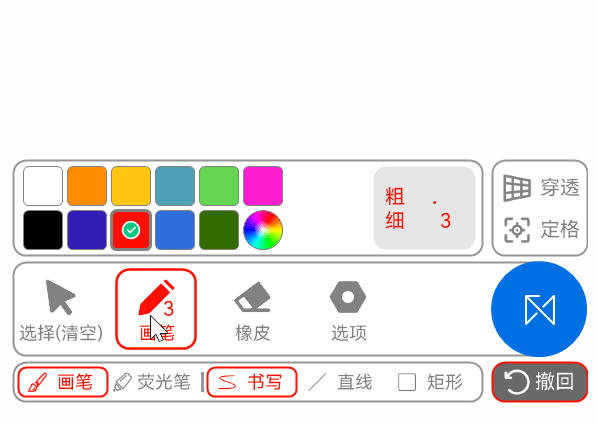 粗
细 3
穿透
定格
3
选择(清空) 画笔 橡皮 选项
画笔 荧光笔 书写 直线 矩形 撤回